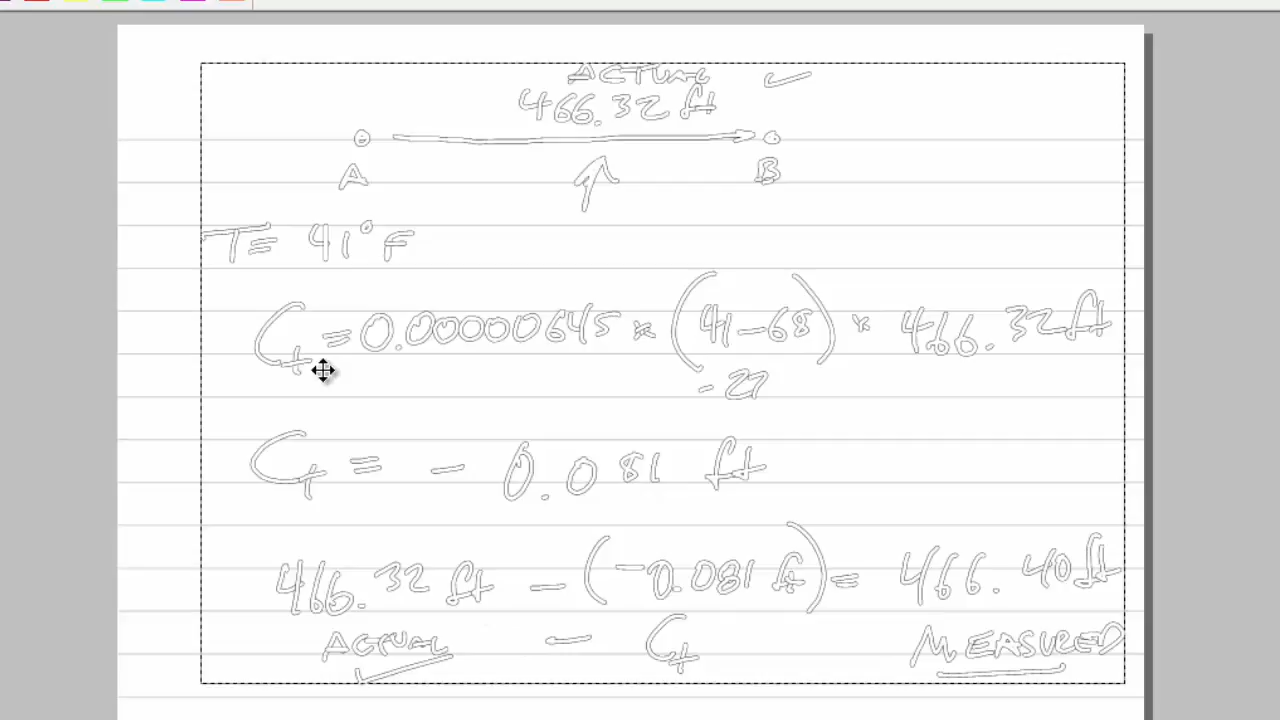 ACTUAL ✓
466.32 ft
A B
T = 41° F
Ct = 0.00000645 * (41-68) * 466.32 ft
-27
Ct = - 0.081 ft
466.32 ft - (-0.081 ft) = 466.40 ft
ACTUAL - Ct MEASURED